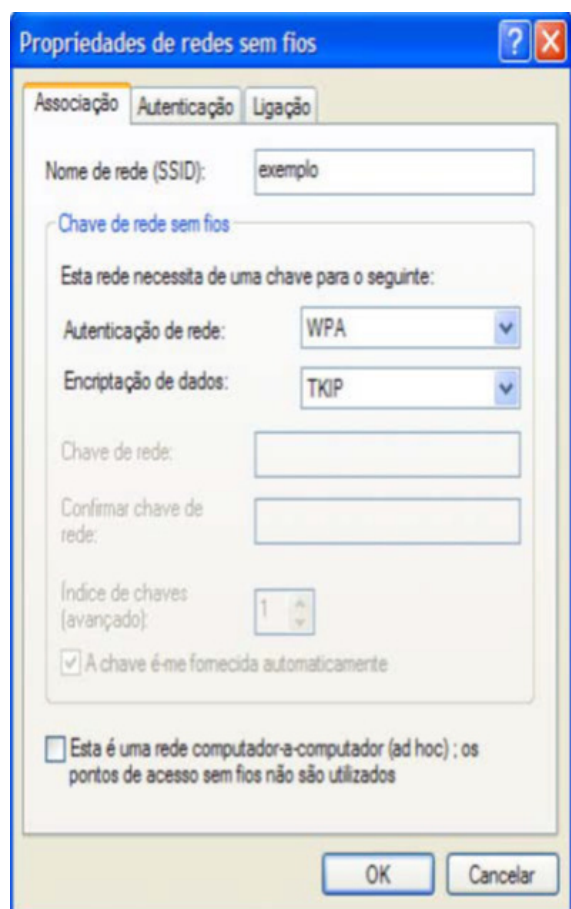 Propriedades de redes sem fios
Associação Autenticação Ligação
Nome de rede (SSID): exemplo
Chave de rede sem fios
Esta rede necessita de uma chave para o seguinte:
Autenticação de rede: WPA
Encriptação de dados: TKIP
Chave de rede:
Confirmar chave de
rede:
Índice de chaves
(avançado): 1
A chave é-me fornecida automaticamente
Esta é uma rede computador-a-computador (ad hoc) ; os
pontos de acesso sem fios não são utilizados
OK Cancelar